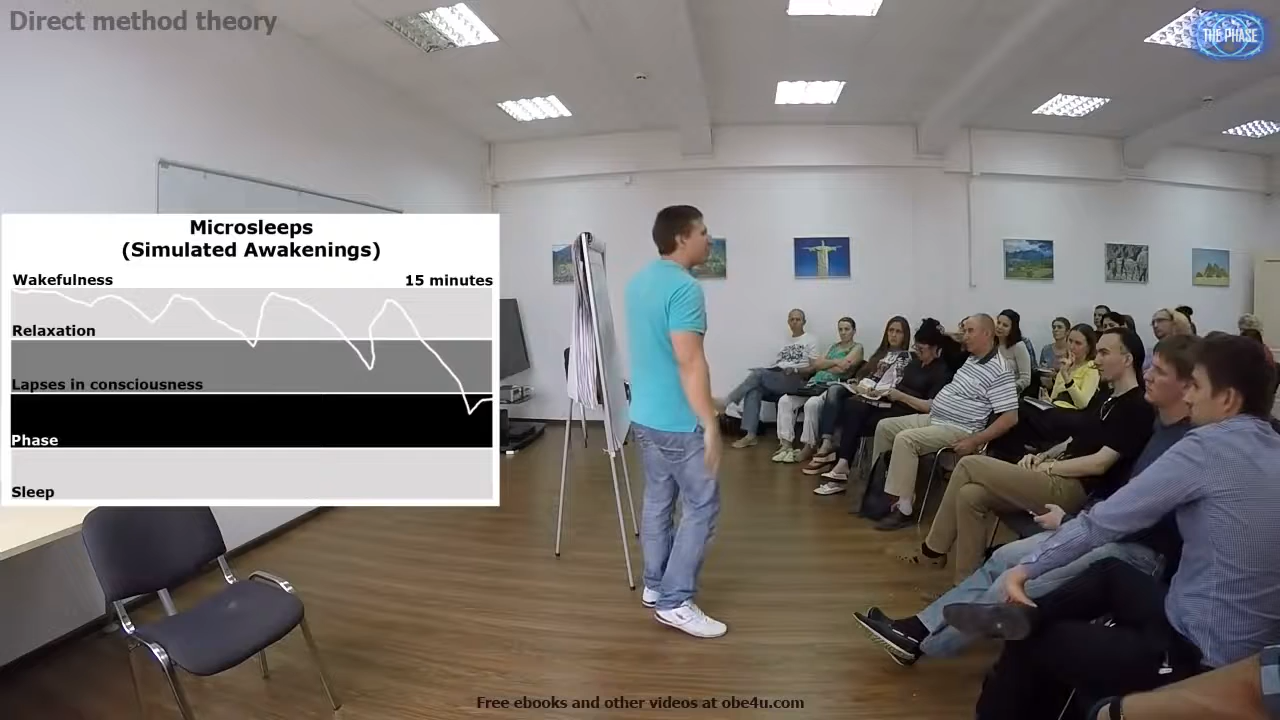 Direct method theory
THE PHASE
Microsleeps
(Simulated Awakenings)
Wakefulness 15 minutes
Relaxation
Lapses in consciousness
Phase
Sleep
Free ebooks and other videos at obe4u.com